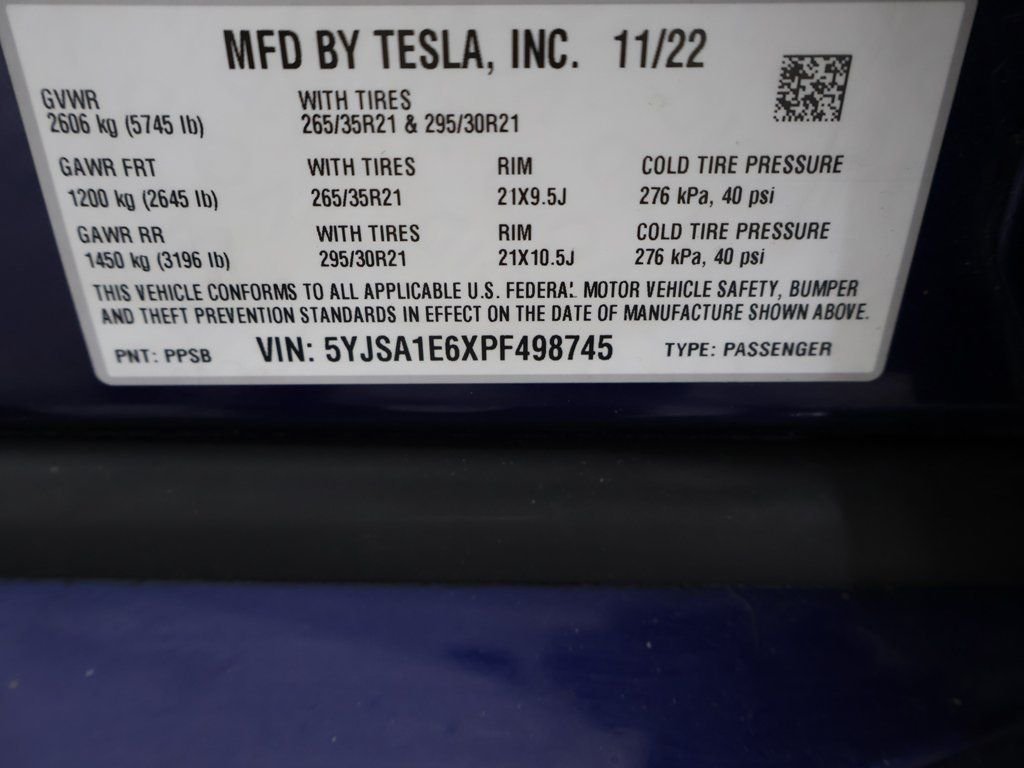 MFD BY TESLA, INC. 11/22
GVWR WITH TIRES
2606 kg (5745 lb) 265/35R21 & 295/30R21
GAWR FRT WITH TIRES RIM COLD TIRE PRESSURE
1200 kg (2645 lb) 265/35R21 21X9.5J 276 kPa, 40 psi
GAWR RR WITH TIRES RIM COLD TIRE PRESSURE
1450 kg (3196 lb) 295/30R21 21X10.5J 276 kPa, 40 psi
THIS VEHICLE CONFORMS TO ALL APPLICABLE U.S. FEDERAL MOTOR VEHICLE SAFETY, BUMPER
AND THEFT PREVENTION STANDARDS IN EFFECT ON THE DATE OF MANUFACTURE SHOWN ABOVE.
PNT: PPSB VIN: 5YJSA1E6XPF498745 TYPE: PASSENGER